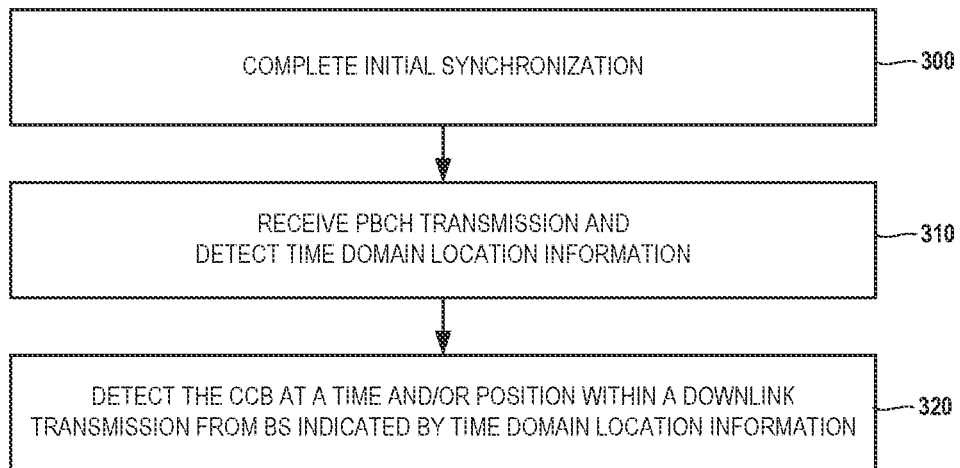 COMPLETE INITIAL SYNCHRONIZATION
300
RECEIVE PBCH TRANSMISSION AND
DETECT TIME DOMAIN LOCATION INFORMATION
310
DETECT THE CCB AT A TIME AND/OR POSITION WITHIN A DOWNLINK
TRANSMISSION FROM BS INDICATED BY TIME DOMAIN LOCATION INFORMATION
320